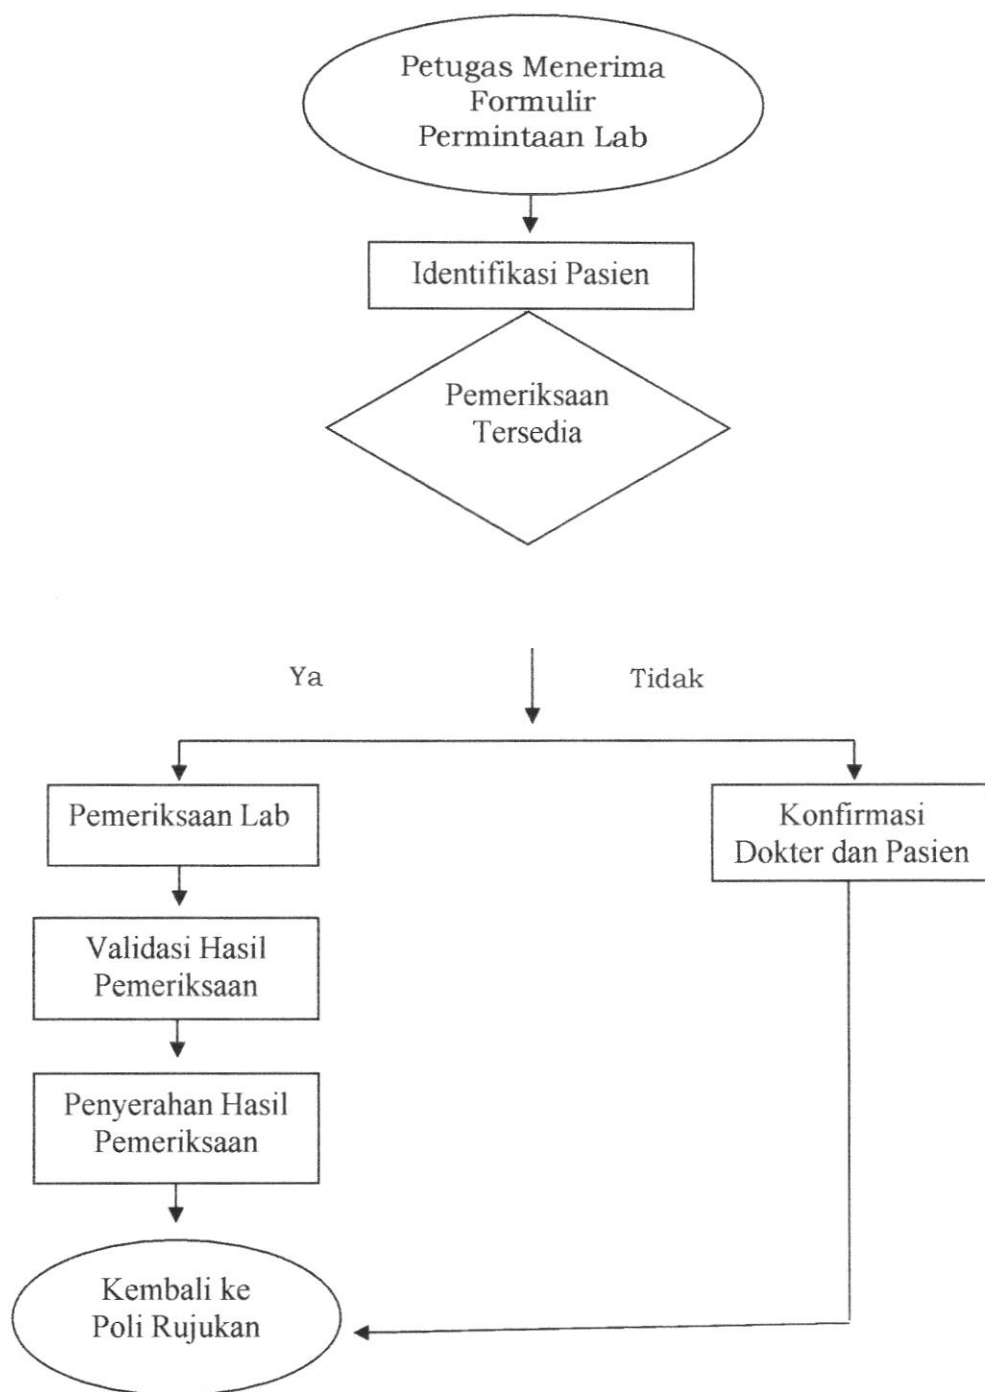 Petugas Menerima
Formulir
Permintaan Lab
Identifikasi Pasien
Pemeriksaan
Tersedia
Ya
Tidak
Pemeriksaan Lab
Konfirmasi
Dokter dan Pasien
Validasi Hasil
Pemeriksaan
Penyerahan Hasil
Pemeriksaan
Kembali ke
Poli Rujukan